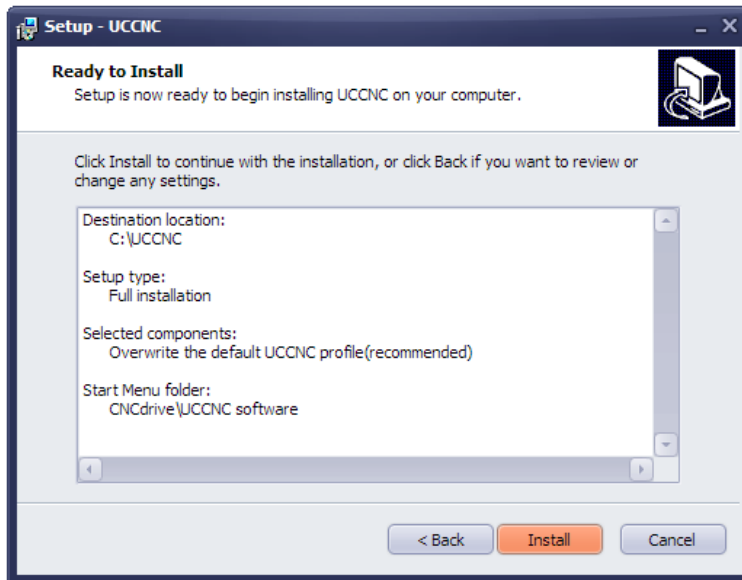 Setup - UCCNC
Ready to Install
Setup is now ready to begin installing UCCNC on your computer.
Click Install to continue with the installation, or click Back if you want to review or
change any settings.
Destination location:
C:\UCCNC
Setup type:
Full installation
Selected components:
Overwrite the default UCCNC profile(recommended)
Start Menu folder:
CNCdrive\UCCNC software
< Back
Install
Cancel